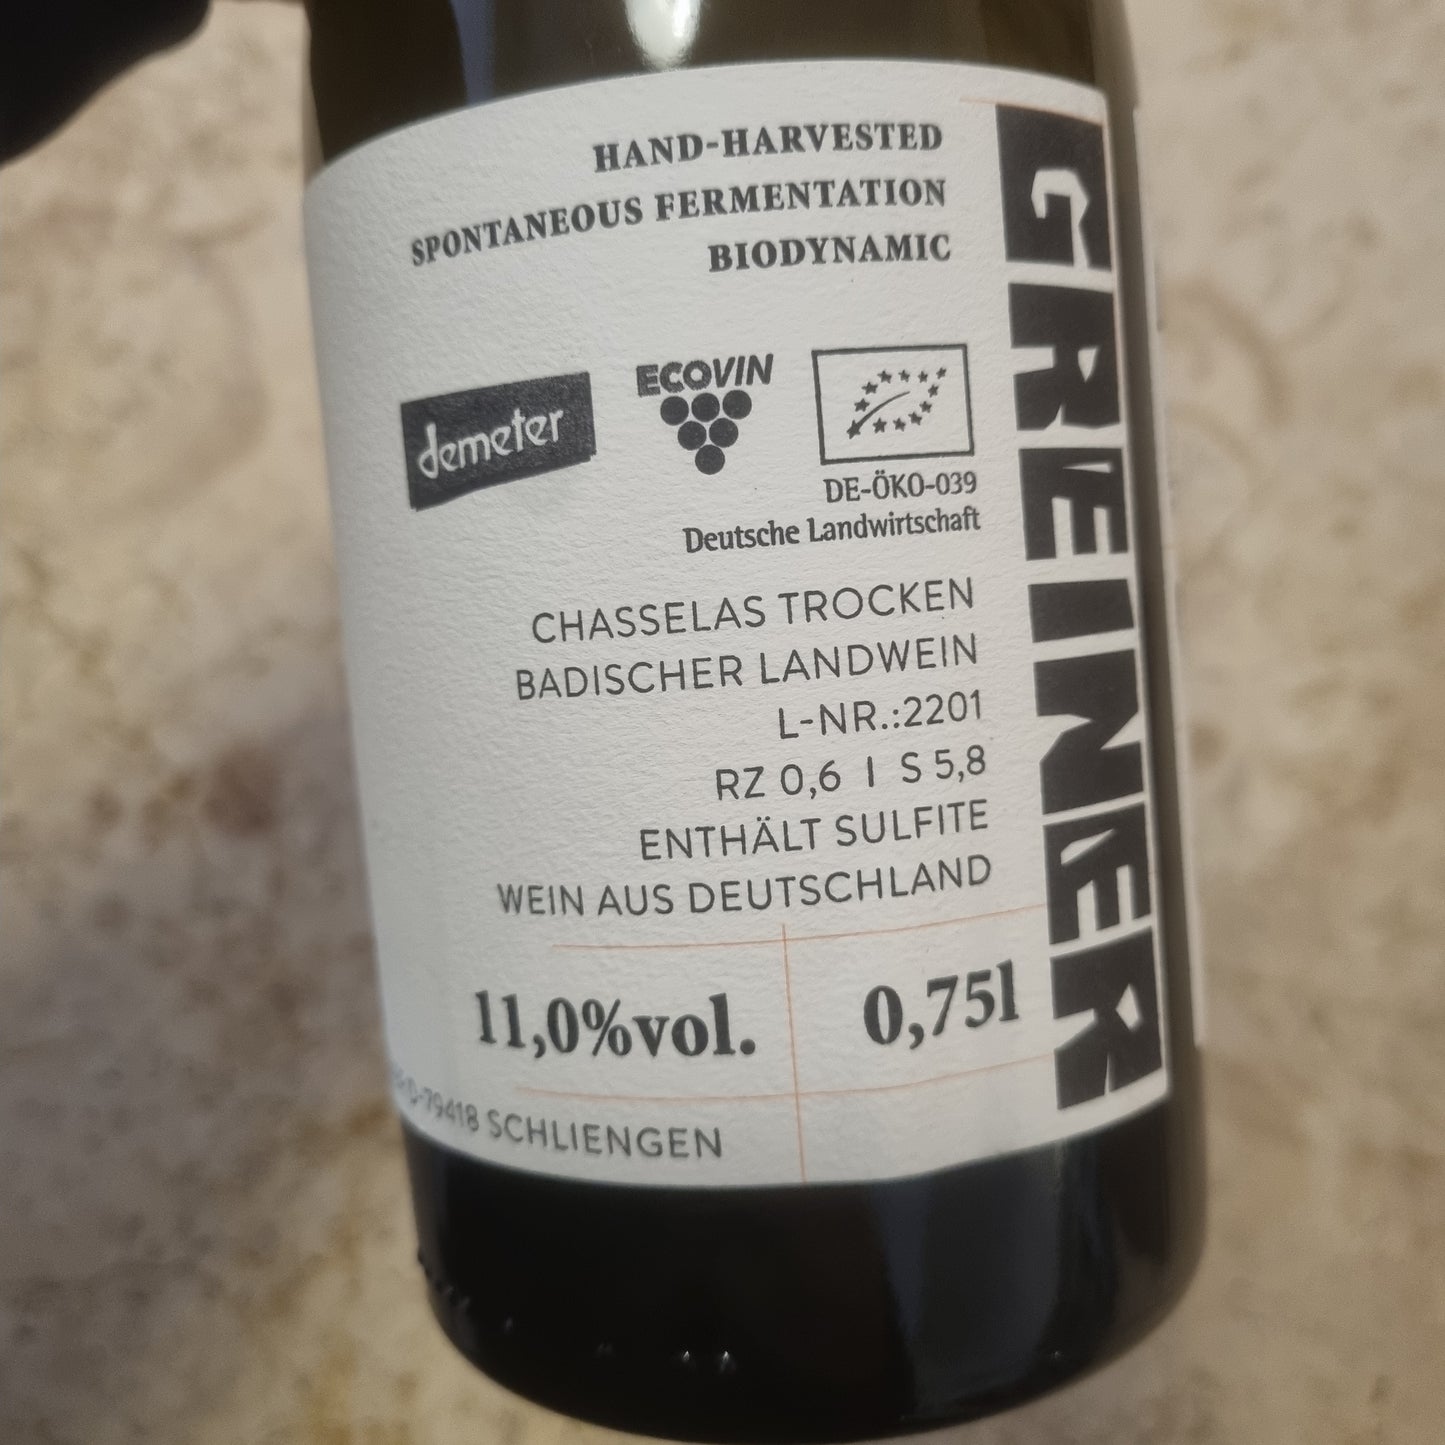 HAND-HARVESTED
SPONTANEOUS FERMENTATION
BIODYNAMIC
demeter
ECOVIN
DE-ÖKO-039
Deutsche Landwirtschaft
CHASSELAS TROCKEN
BADISCHER LANDWEIN
L-NR.:2201
RZ 0,6 | S 5,8
ENTHÄLT SULFITE
WEIN AUS DEUTSCHLAND
11,0%vol.
0,75l
D-79418 SCHLIENGEN
GREINER